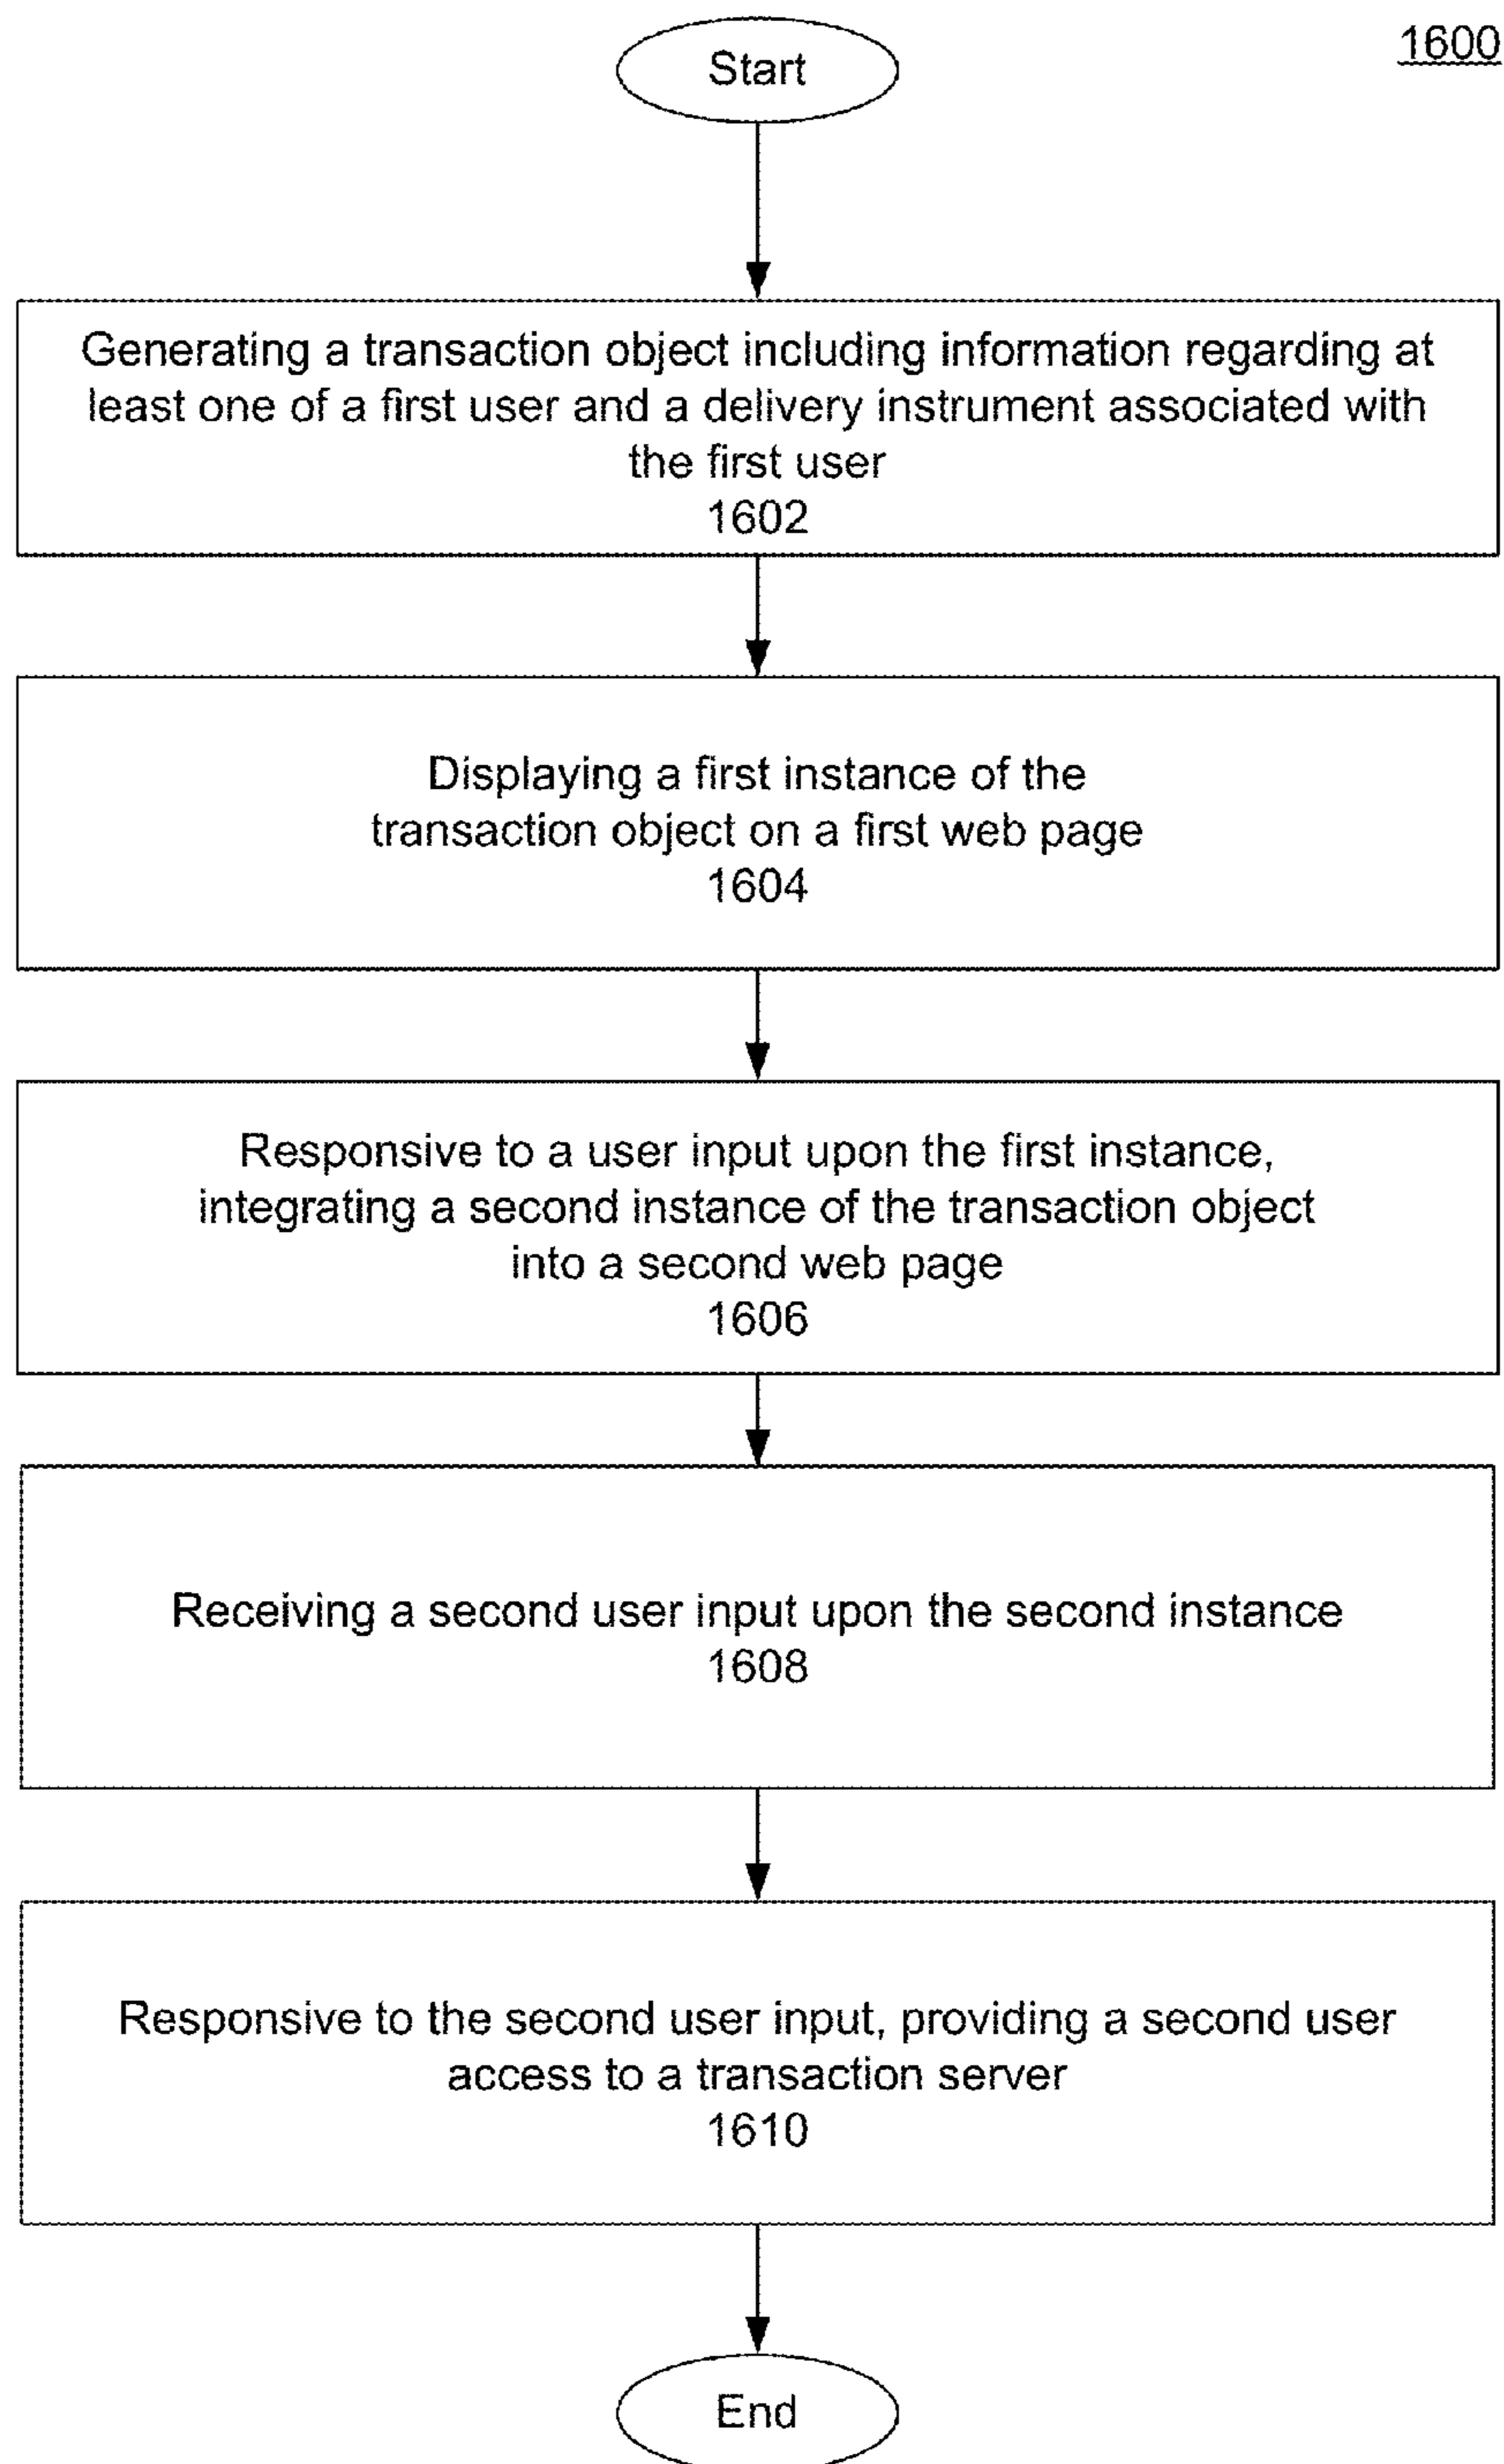 1600
Start
Generating a transaction object including information regarding at
least one of a first user and a delivery instrument associated with
the first user
1602
Displaying a first instance of the
transaction object on a first web page
1604
Responsive to a user input upon the first instance,
integrating a second instance of the transaction object
into a second web page
1606
Receiving a second user input upon the second instance
1608
Responsive to the second user input, providing a second user
access to a transaction server
1610
End